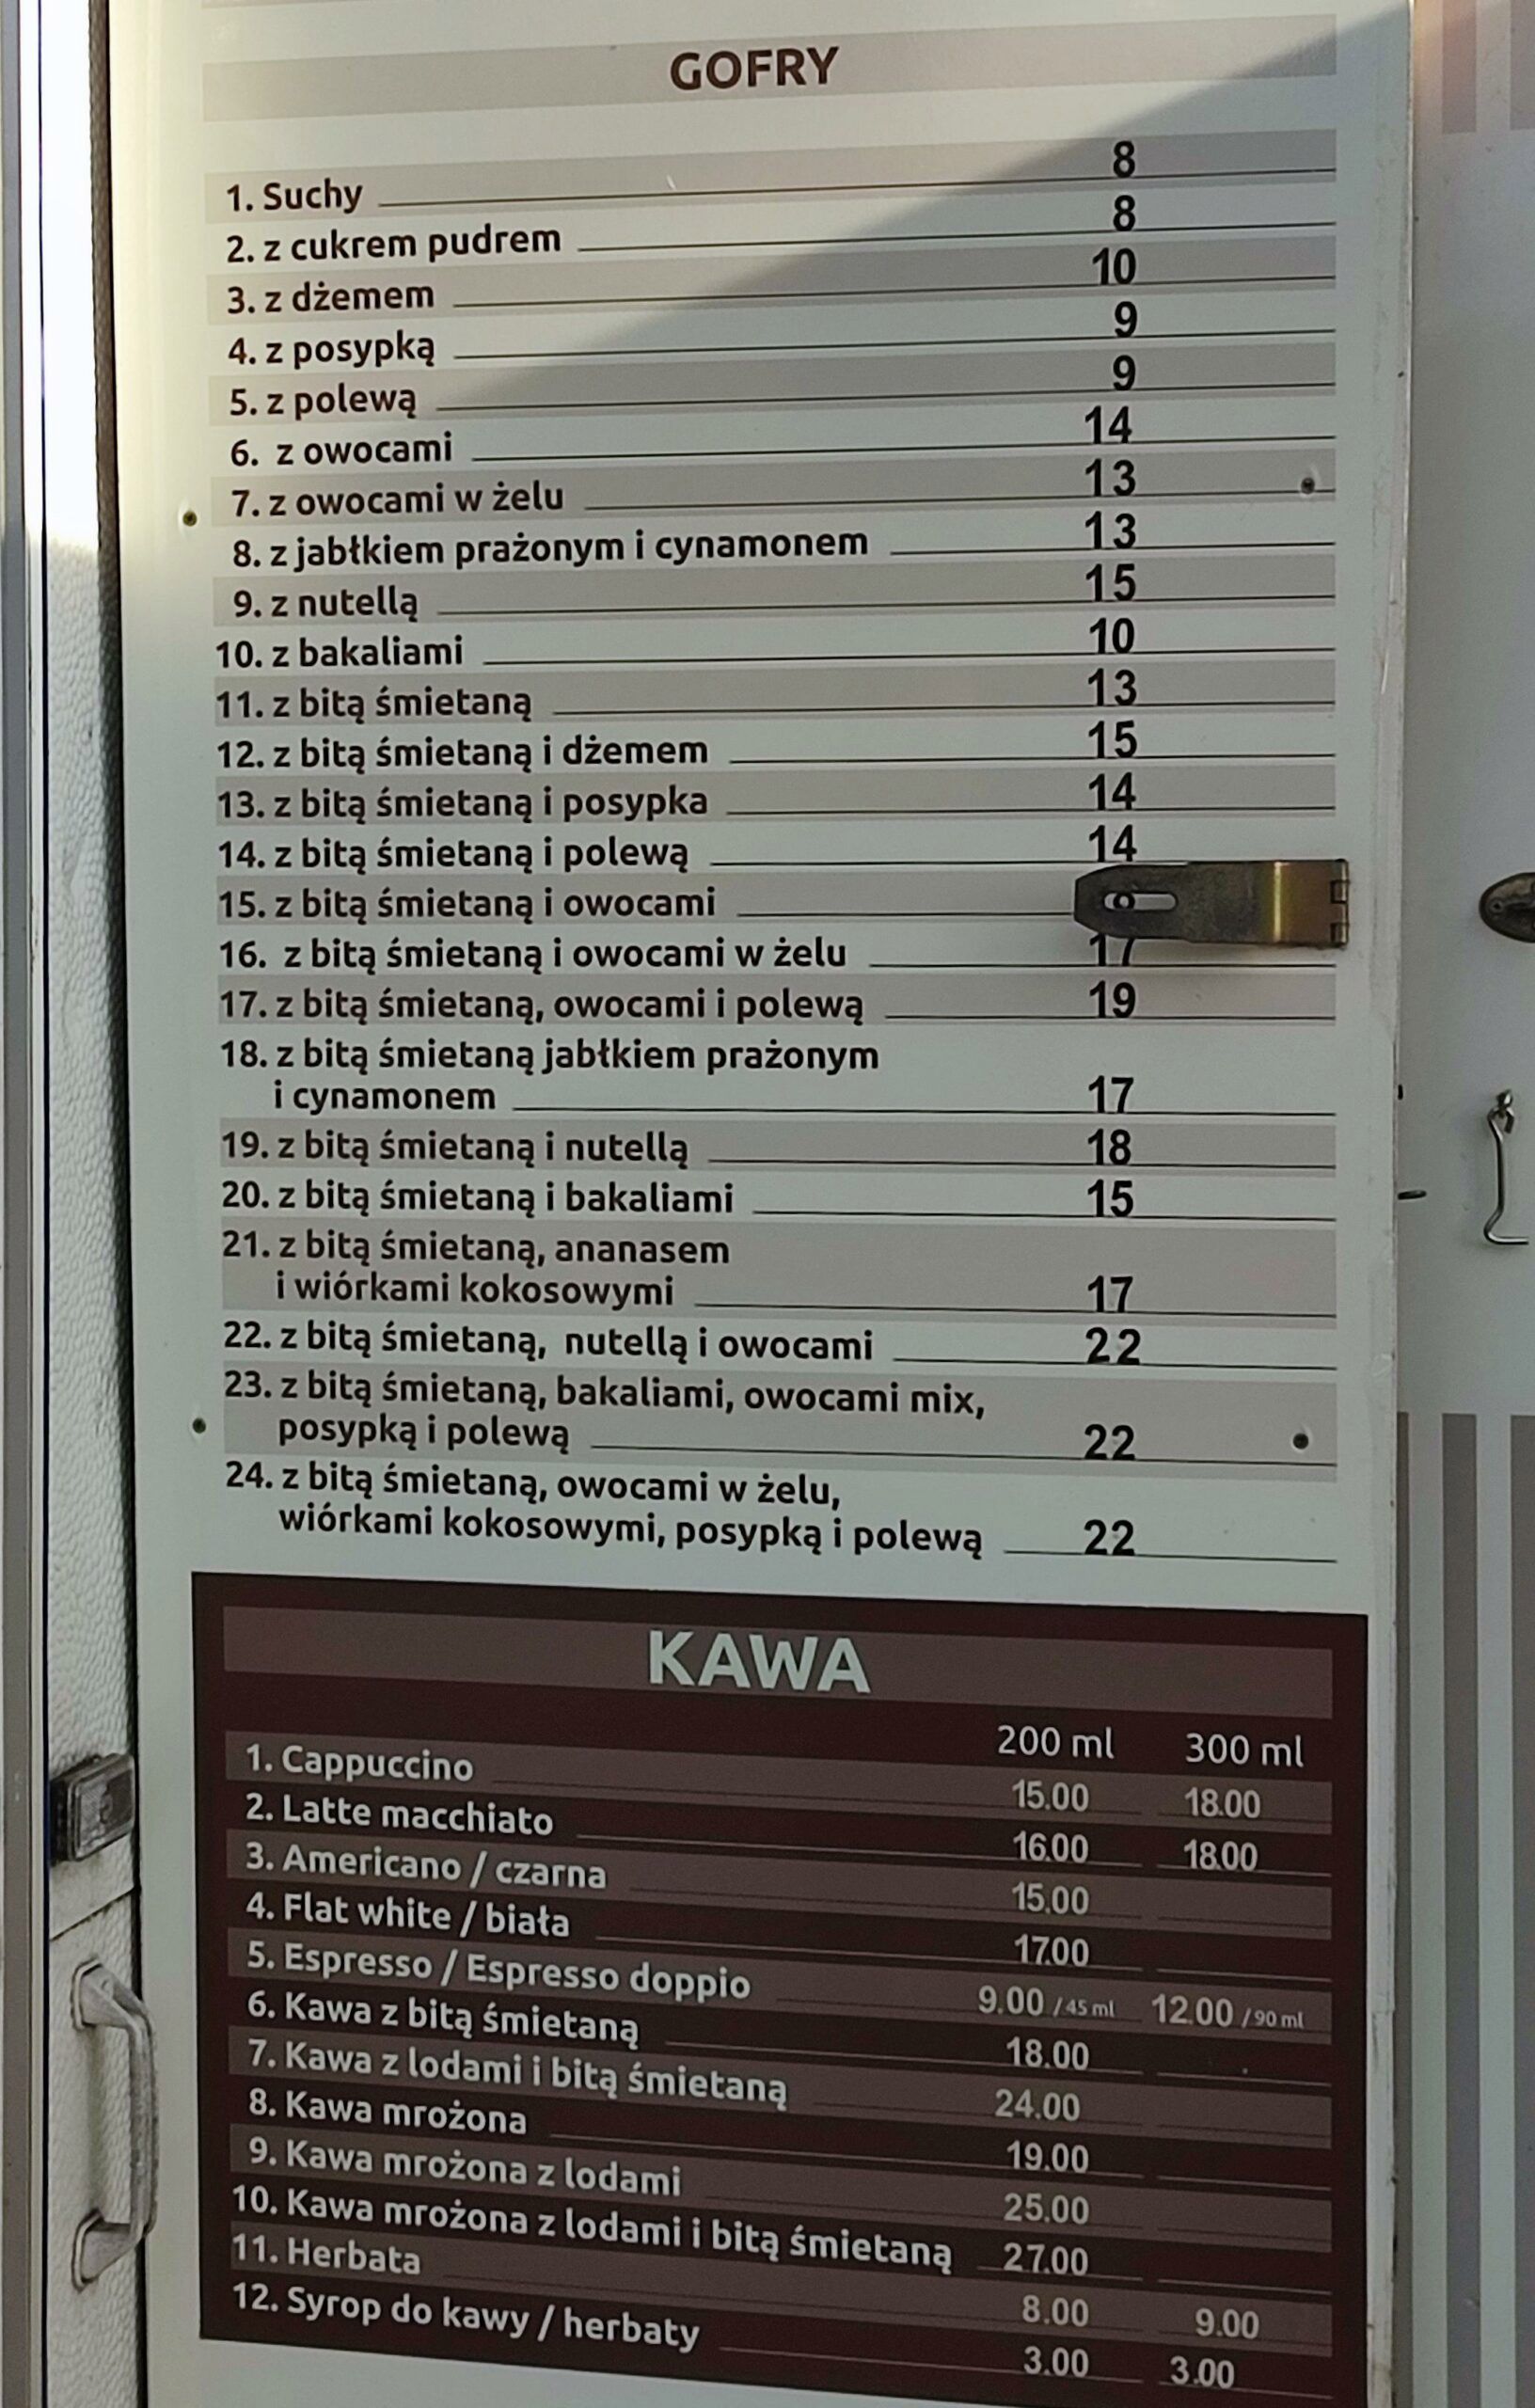 GOFRY
1. Suchy 8
2. z cukrem pudrem 8
3. z dżemem 10
4. z posypką 9
5. z polewą 9
6. z owocami 14
7. z owocami w żelu 13
8. z jabłkiem prażonym i cynamonem 13
9. z nutellą 15
10. z bakaliami 10
11. z bitą śmietaną 13
12. z bitą śmietaną i dżemem 15
13. z bitą śmietaną i posypka 14
14. z bitą śmietaną i polewą 14
15. z bitą śmietaną i owocami
16. z bitą śmietaną i owocami w żelu 17
17. z bitą śmietaną, owocami i polewą 19
18. z bitą śmietaną jabłkiem prażonym
i cynamonem 17
19. z bitą śmietaną i nutellą 18
20. z bitą śmietaną i bakaliami 15
21. z bitą śmietaną, ananasem
i wiórkami kokosowymi 17
22. z bitą śmietaną, nutellą i owocami 22
23. z bitą śmietaną, bakaliami, owocami mix,
posypką i polewą 22
24. z bitą śmietaną, owocami w żelu,
wiórkami kokosowymi, posypką i polewą 22
KAWA
200 ml 300 ml
1. Cappuccino 15.00 18.00
2. Latte macchiato 16.00 18.00
3. Americano / czarna 15.00
4. Flat white / biała 17.00
5. Espresso / Espresso doppio 9.00 / 45 ml 12.00 / 90 ml
6. Kawa z bitą śmietaną 18.00
7. Kawa z lodami i bitą śmietaną 24.00
8. Kawa mrożona 19.00
9. Kawa mrożona z lodami 25.00
10. Kawa mrożona z lodami i bitą śmietaną 27.00
11. Herbata 8.00 9.00
12. Syrop do kawy / herbaty 3.00 3.00